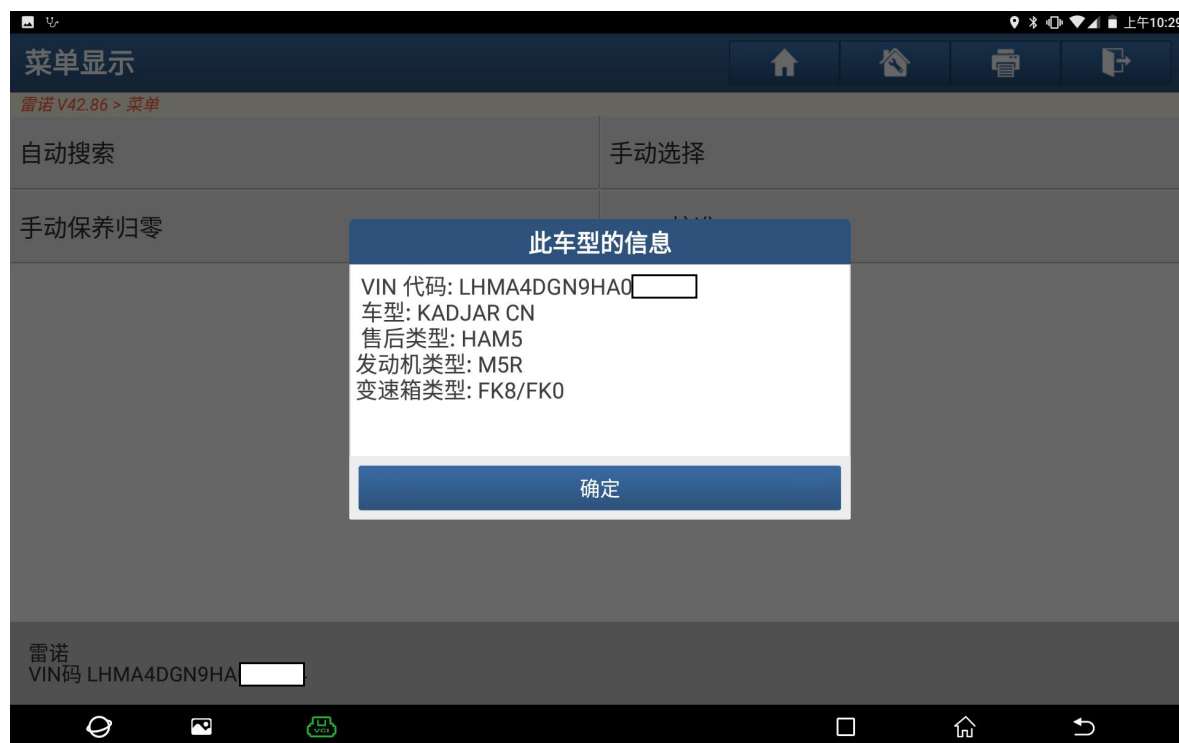 上午10:29
菜单显示
雷诺 V42.86 > 菜单
自动搜索
手动选择
手动保养归零
此车型的信息
VIN 代码: LHMA4DGN9HA0
车型: KADJAR CN
售后类型: HAM5
发动机类型: M5R
变速箱类型: FK8/FK0
确定
雷诺
VIN码 LHMA4DGN9HA
VCI